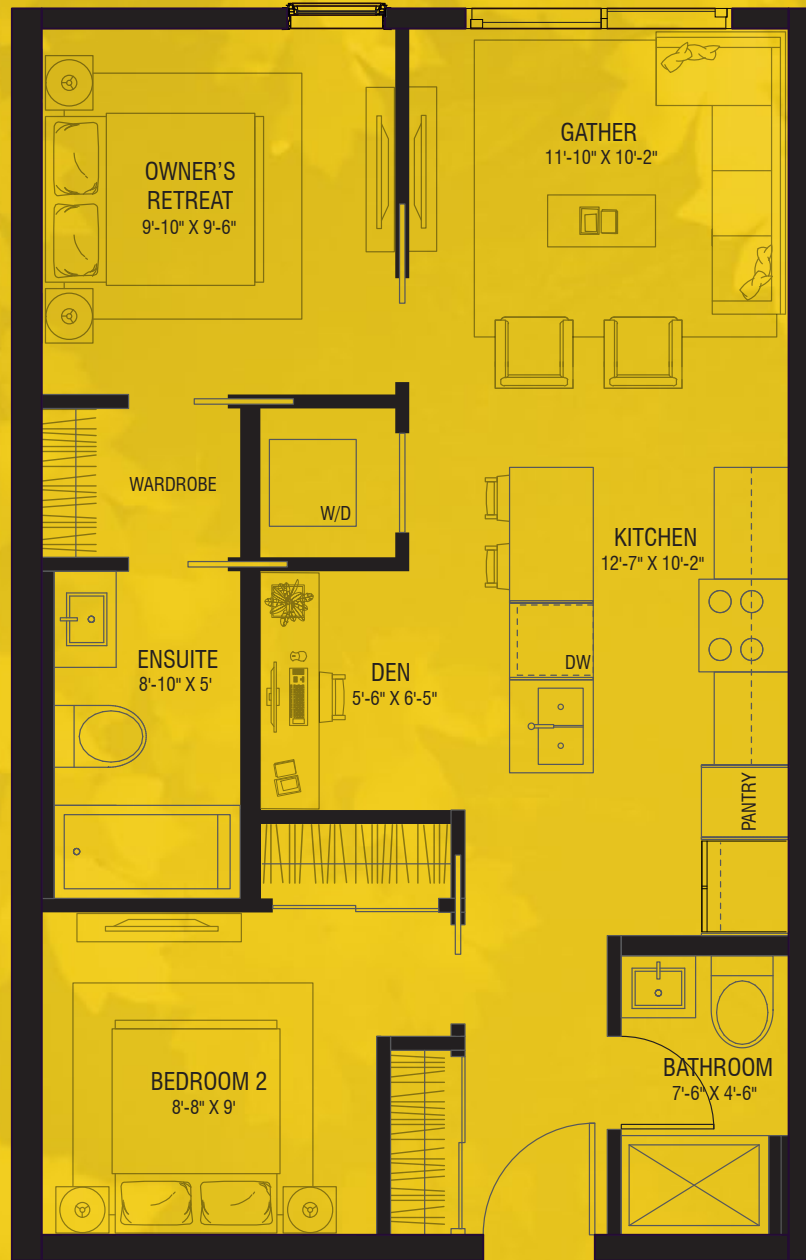 OWNER'S
RETREAT
9'-10" X 9'-6"
GATHER
11'-10" X 10'-2"
WARDROBE
W/D
KITCHEN
12'-7" X 10'-2"
ENSUITE
8'-10" X 5'
DEN
5'-6" X 6'-5"
DW
PANTRY
BEDROOM 2
8'-8" X 9'
BATHROOM
7'-6" X 4'-6"